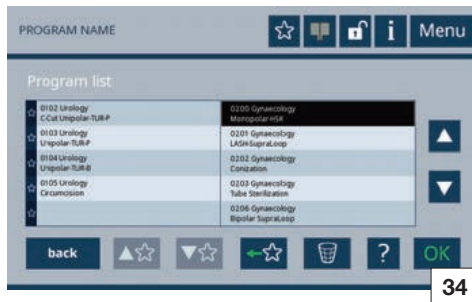 PROGRAM NAME
i
Menu
Program list
0102 Urology
C-Cut Unipolar-TUR-P
0103 Urology
Unipolar-TUR-P
0104 Urology
Unipolar-TUR-B
0105 Urology
Circumcision
0200 Gynaecology
Monopolar-HSK
0201 Gynaecology
LASH-SupraLoop
0202 Gynaecology
Conization
0203 Gynaecology
Tube Sterilization
0206 Gynaecology
Bipolar SupraLoop
back
?
OK
34